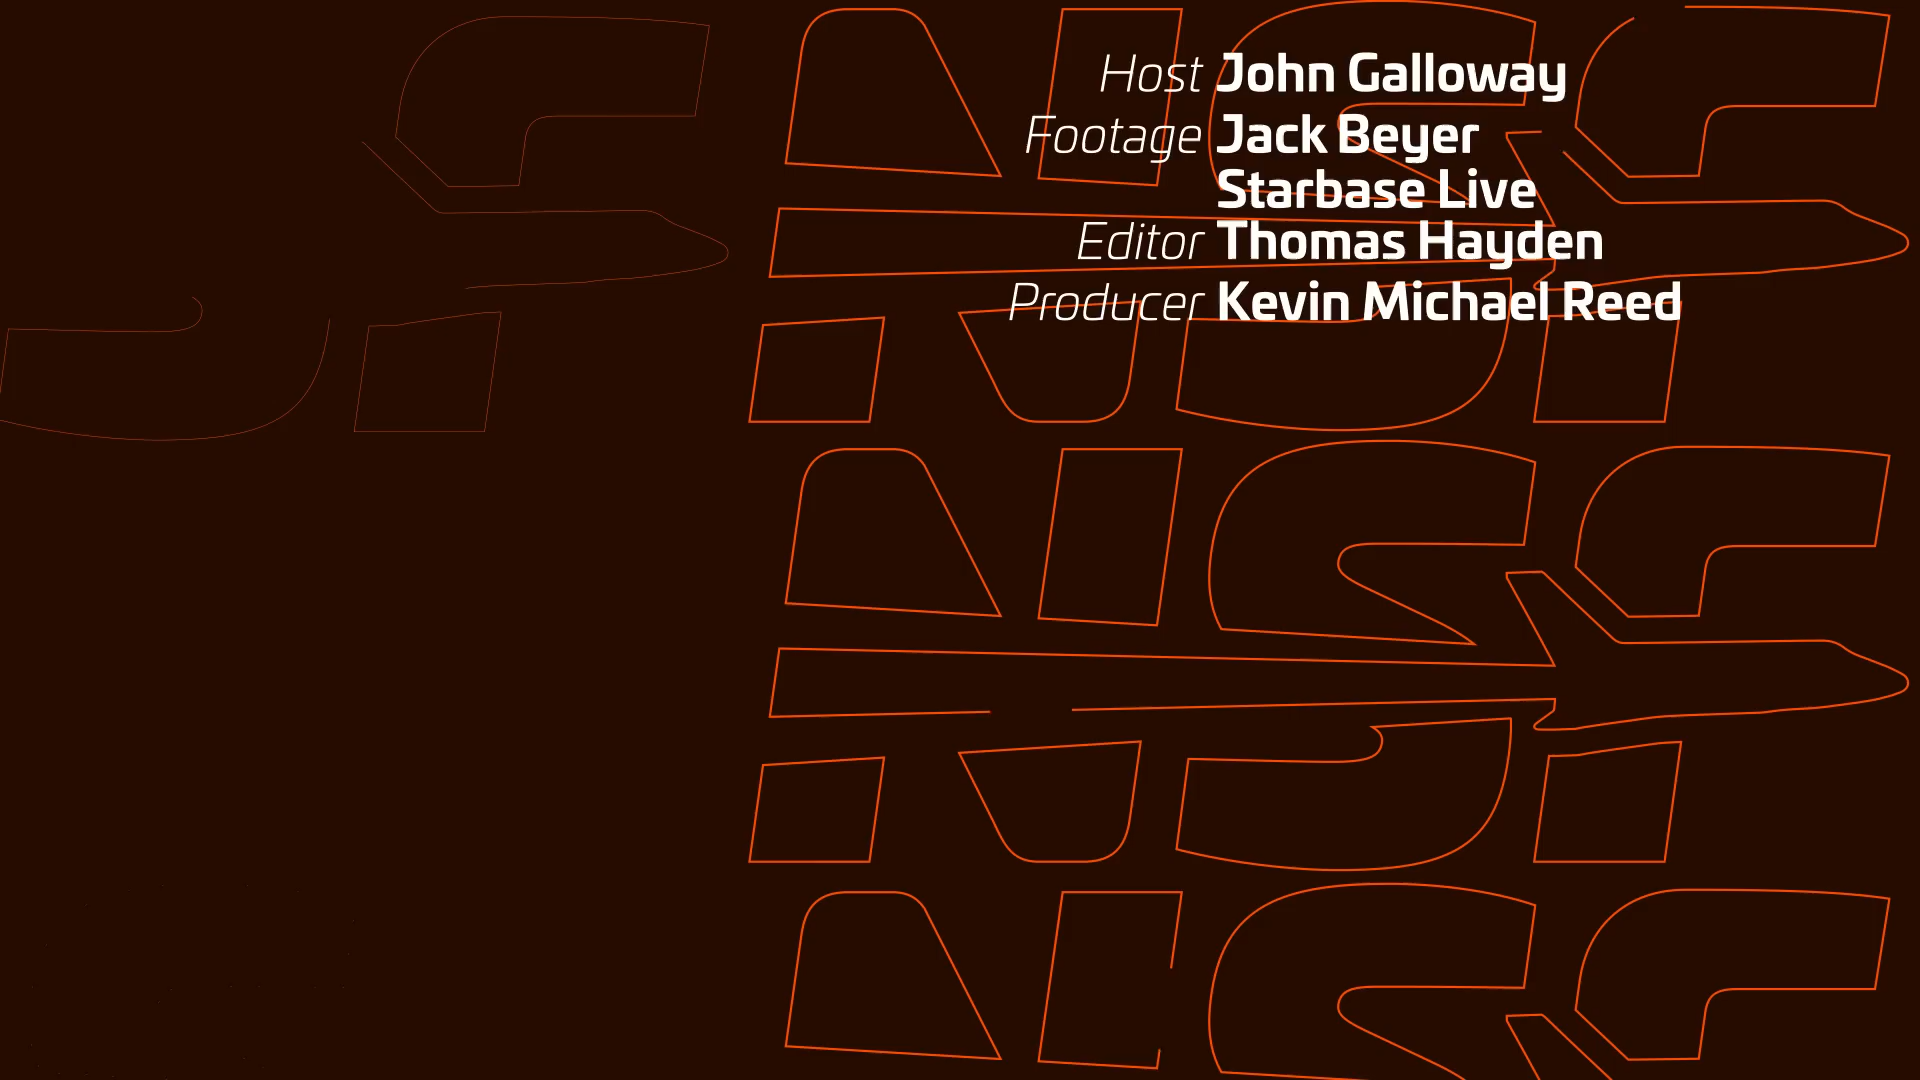 Host John Galloway
Footage Jack Beyer
Starbase Live
Editor Thomas Hayden
Producer Kevin Michael Reed